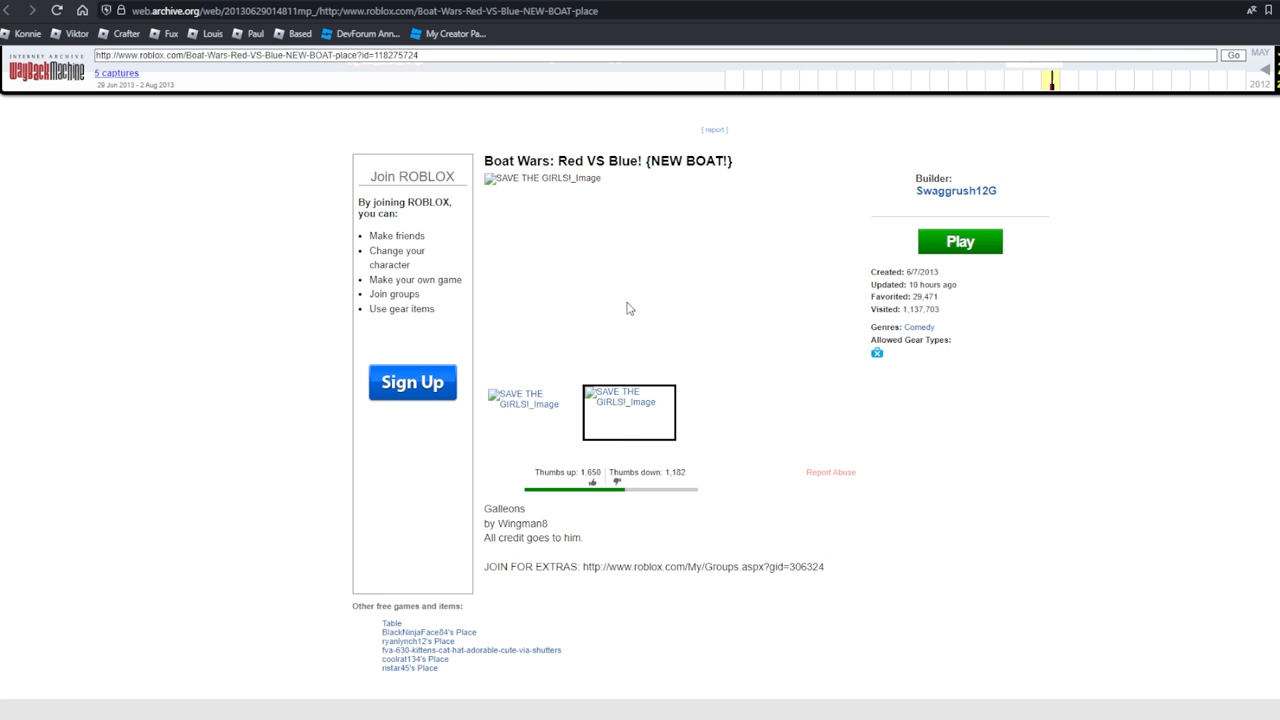 web.archive.org/web/20130629014811mp_/http:/www.roblox.com/Boat-Wars-Red-VS-Blue-NEW-BOAT-place
Konnie Viktor Crafter Fux Louis Paul Based DevForum Ann... My Creator Pa...
INTERNET ARCHIVE
WayBackMachine
http://www.roblox.com/Boat-Wars-Red-VS-Blue-NEW-BOAT-place?id=118275724
Go
MAY
5 captures
29 Jun 2013 - 2 Aug 2013
2012
[ report ]
Join ROBLOX
By joining ROBLOX,
you can:
Make friends
Change your
character
Make your own game
Join groups
Use gear items
Sign Up
Boat Wars: Red VS Blue! {NEW BOAT!}
SAVE THE GIRLS!_Image
SAVE THE
GIRLS!_Image
SAVE THE
GIRLS!_Image
Thumbs up: 1,650 Thumbs down: 1,182
Report Abuse
Galleons
by Wingman8
All credit goes to him.
JOIN FOR EXTRAS: http://www.roblox.com/My/Groups.aspx?gid=306324
Builder:
Swaggrush12G
Play
Created: 6/7/2013
Updated: 10 hours ago
Favorited: 29,471
Visited: 1,137,703
Genres: Comedy
Allowed Gear Types:
Other free games and items:
Table
BlackNinjaFace84's Place
ryanlynch12's Place
fva-630-kittens-cat-hat-adorable-cute-via-shutters
coolrat134's Place
ristar45's Place